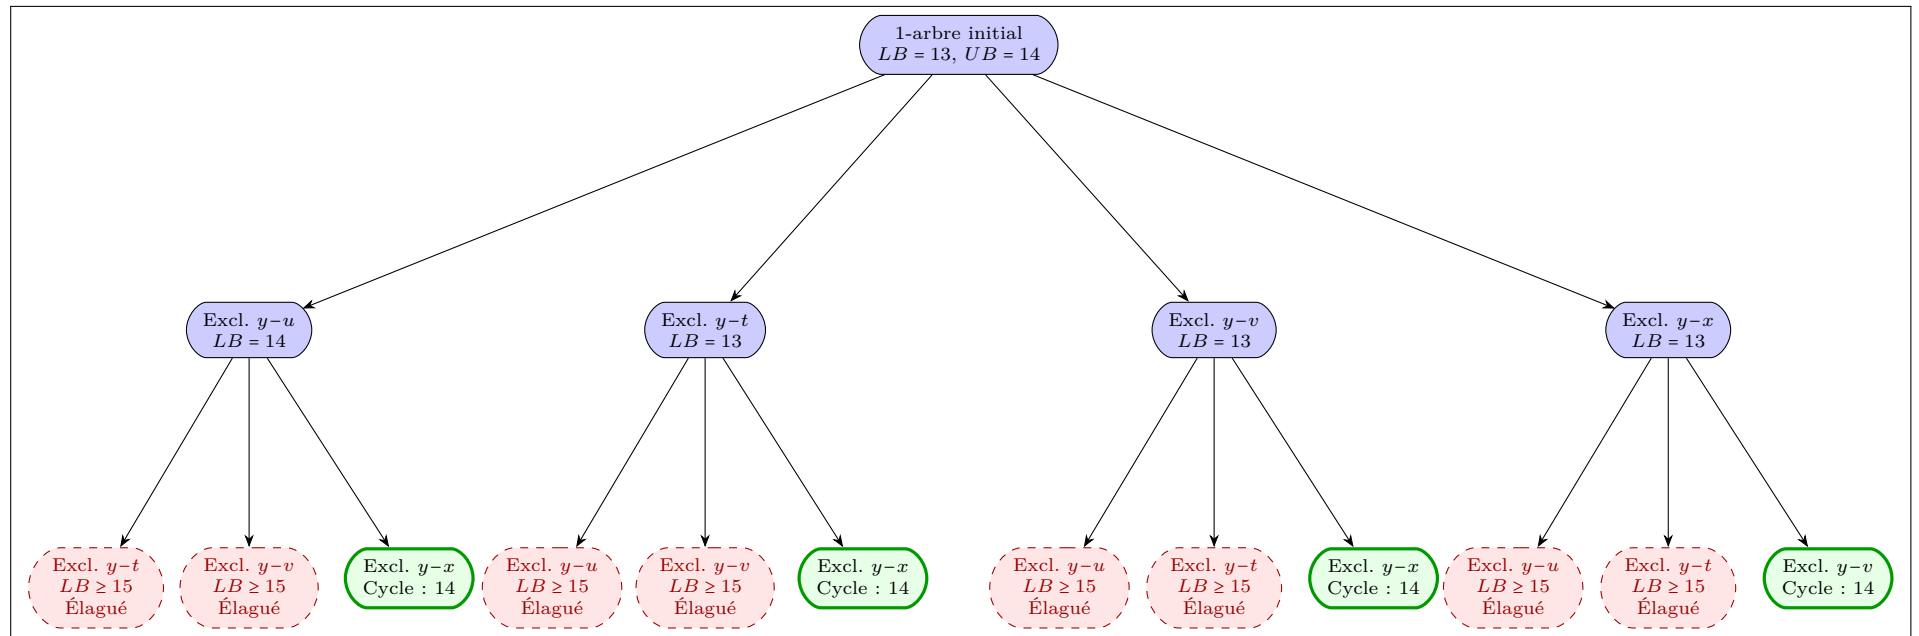 1-arbre initial
LB = 13, UB = 14
Excl. y−u
LB = 14
Excl. y−t
LB = 13
Excl. y−v
LB = 13
Excl. y−x
LB = 13
Excl. y−t
LB ≥ 15
Élagué
Excl. y−v
LB ≥ 15
Élagué
Excl. y−x
Cycle : 14
Excl. y−u
LB ≥ 15
Élagué
Excl. y−v
LB ≥ 15
Élagué
Excl. y−x
Cycle : 14
Excl. y−u
LB ≥ 15
Élagué
Excl. y−t
LB ≥ 15
Élagué
Excl. y−x
Cycle : 14
Excl. y−u
LB ≥ 15
Élagué
Excl. y−t
LB ≥ 15
Élagué
Excl. y−v
Cycle : 14